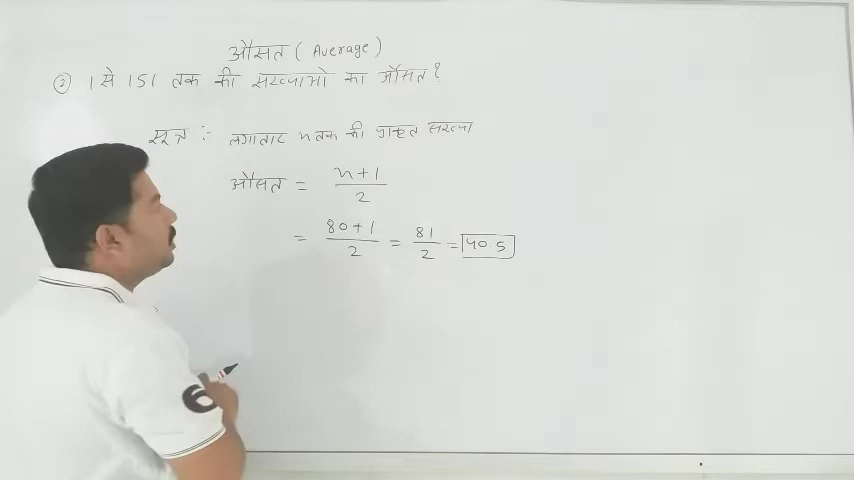 औसत ( Average )
② 1 से 151 तक की संख्याओ का औसत ?
सूत्र :- लगातार n तक की प्राकृत संख्या
औसत = n+1 / 2
= 80+1 / 2 = 81 / 2 = 40.5
6